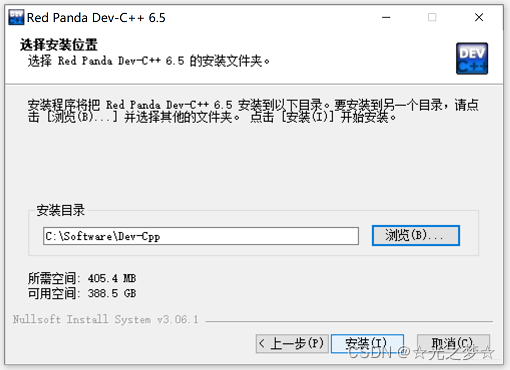 Red Panda Dev-C++ 6.5
选择安装位置
选择 Red Panda Dev-C++ 6.5 的安装文件夹。
DEV
C++
安装程序将把 Red Panda Dev-C++ 6.5 安装到以下目录。要安装到另一个目录，请点
击 [浏览(B)...] 并选择其他的文件夹。 点击 [安装(I)] 开始安装。
安装目录
C:\Software\Dev-Cpp
浏览(B)...
所需空间: 405.4 MB
可用空间: 388.5 GB
Nullsoft Install System v3.06.1
< 上一步(P)
安装(I)
取消(C)
CSDN @☆光之梦☆